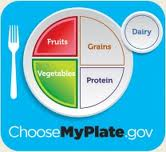 Dairy
Fruits
Grains
Vegetables
Protein
ChooseMyPlate.gov